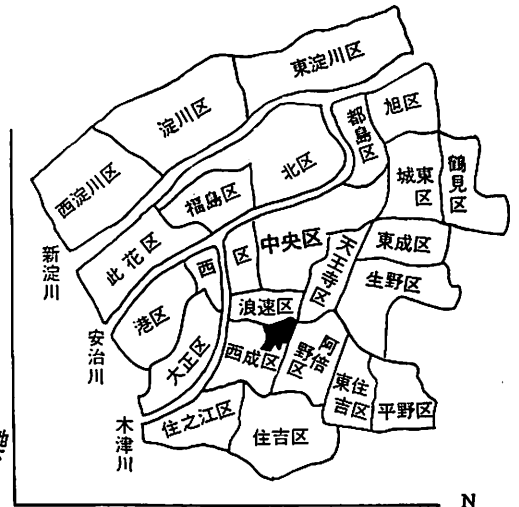 東淀川区
淀川区
西淀川区
旭区
都島区
北区
城東区
鶴見区
福島区
此花区
新淀川
西区
中央区
天王寺区
東成区
生野区
港区
浪速区
安治川
大正区
西成区
阿倍野区
東住吉区
平野区
木津川
住之江区
住吉区
N